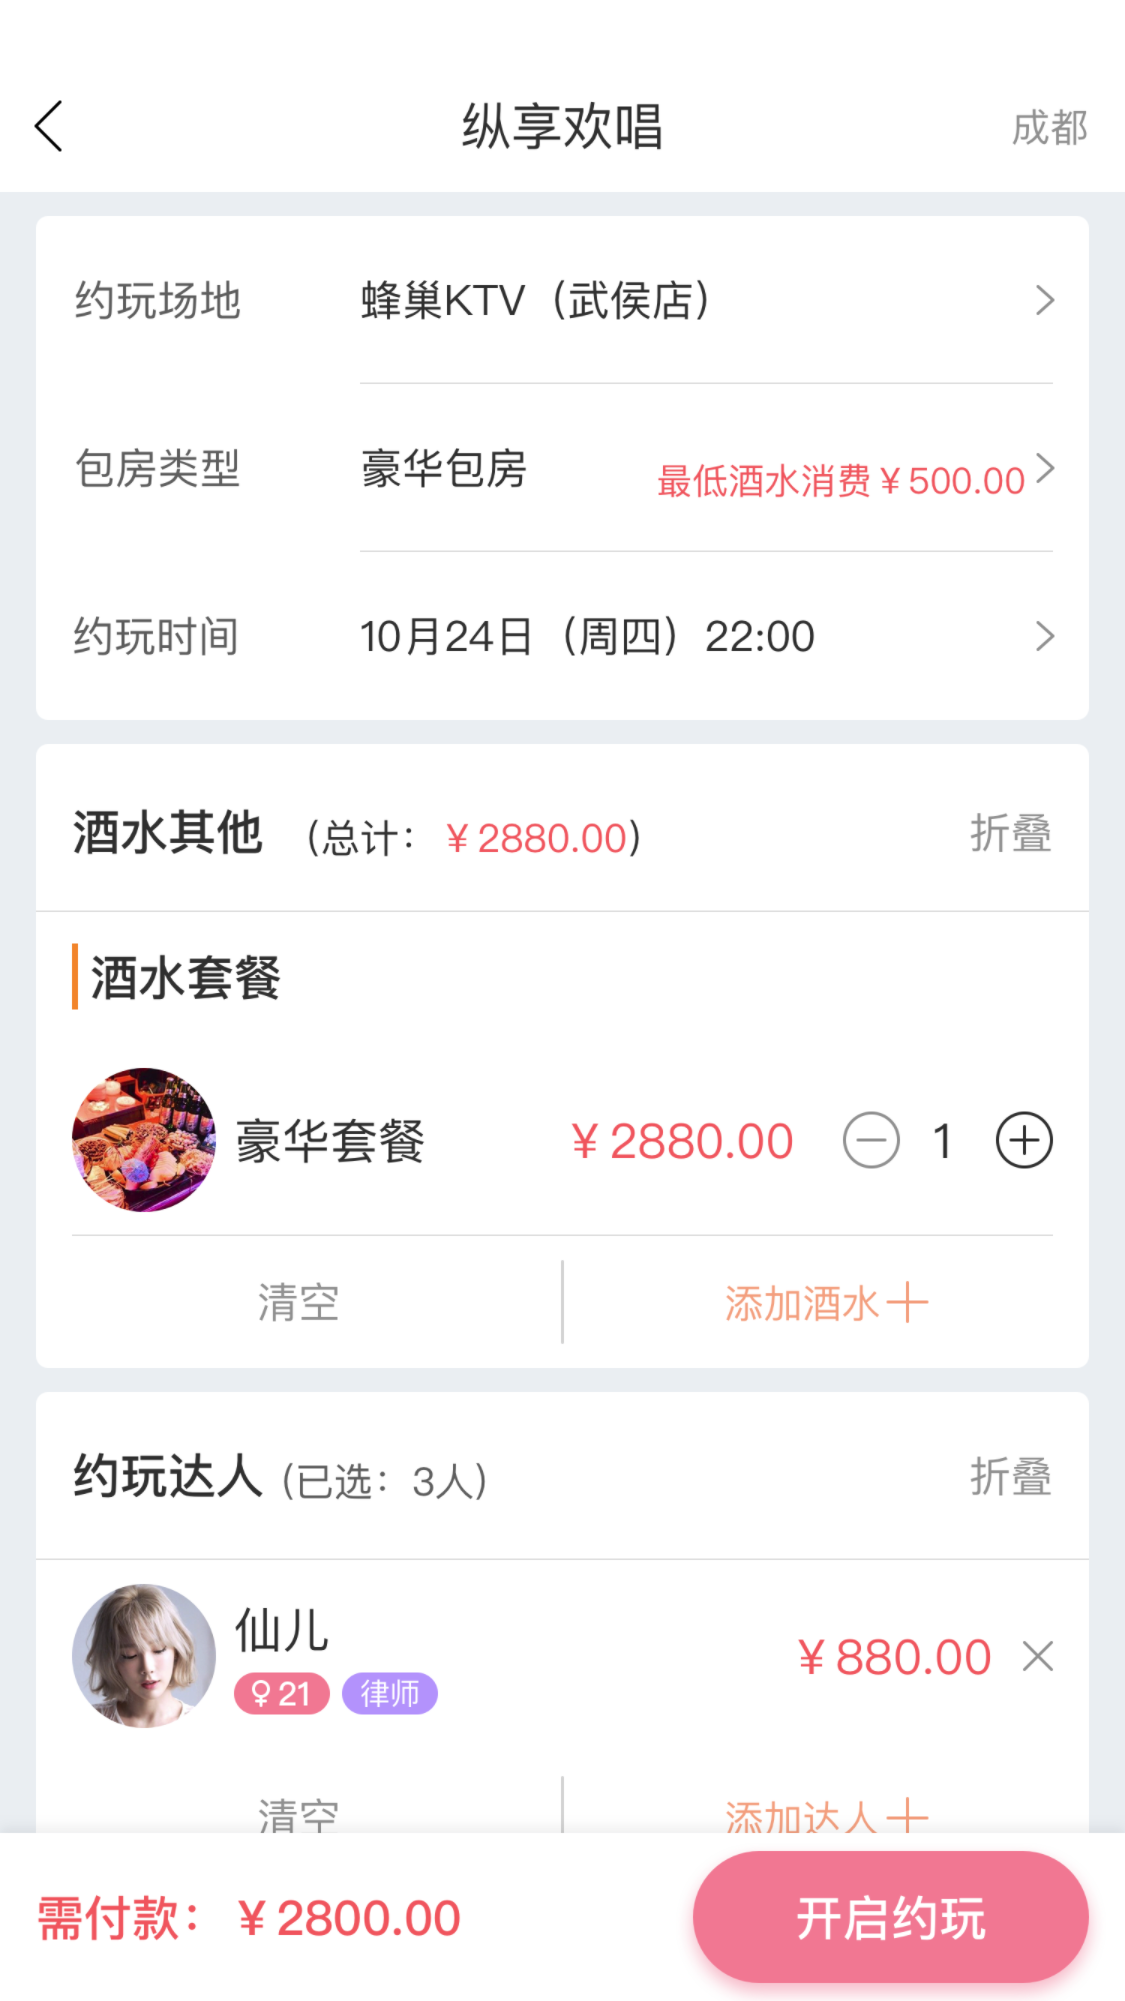 纵享欢唱
成都
约玩场地 蜂巢KTV（武侯店）
包房类型 豪华包房 最低酒水消费￥500.00
约玩时间 10月24日（周四）22:00
酒水其他 (总计：￥2880.00) 折叠
酒水套餐
豪华套餐 ￥2880.00 1
清空 添加酒水
约玩达人 (已选：3人) 折叠
仙儿
♀21 律师
￥880.00
清空 添加达人
需付款：￥2800.00 开启约玩